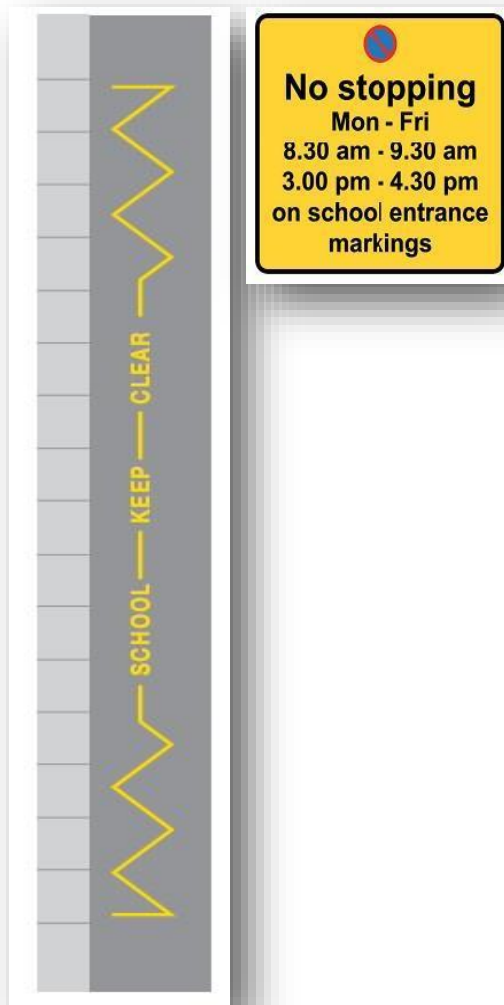 SCHOOL — KEEP — CLEAR
No stopping
Mon - Fri
8.30 am - 9.30 am
3.00 pm - 4.30 pm
on school entrance
markings